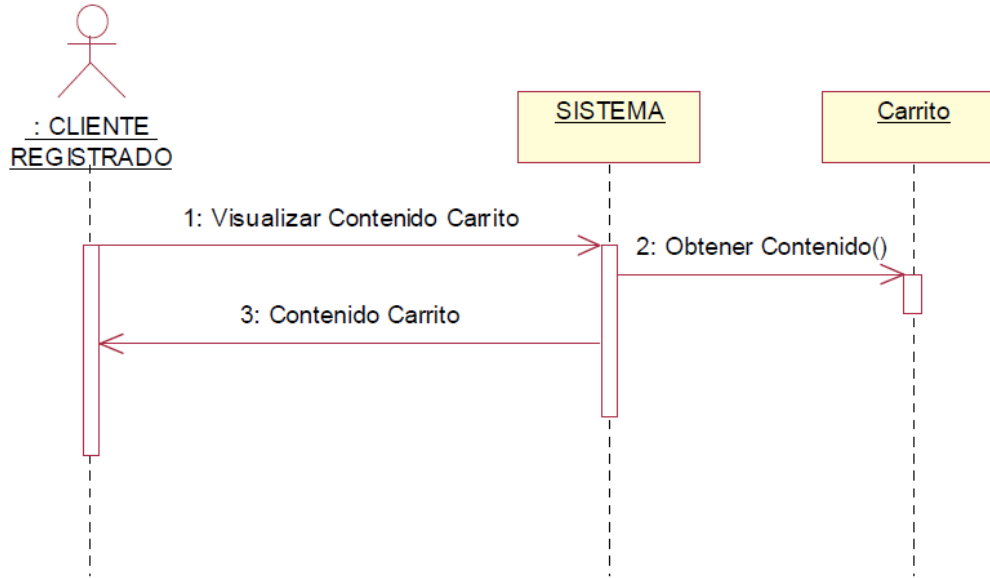 : CLIENTE
REGISTRADO
SISTEMA
Carrito
1: Visualizar Contenido Carrito
2: Obtener Contenido()
3: Contenido Carrito